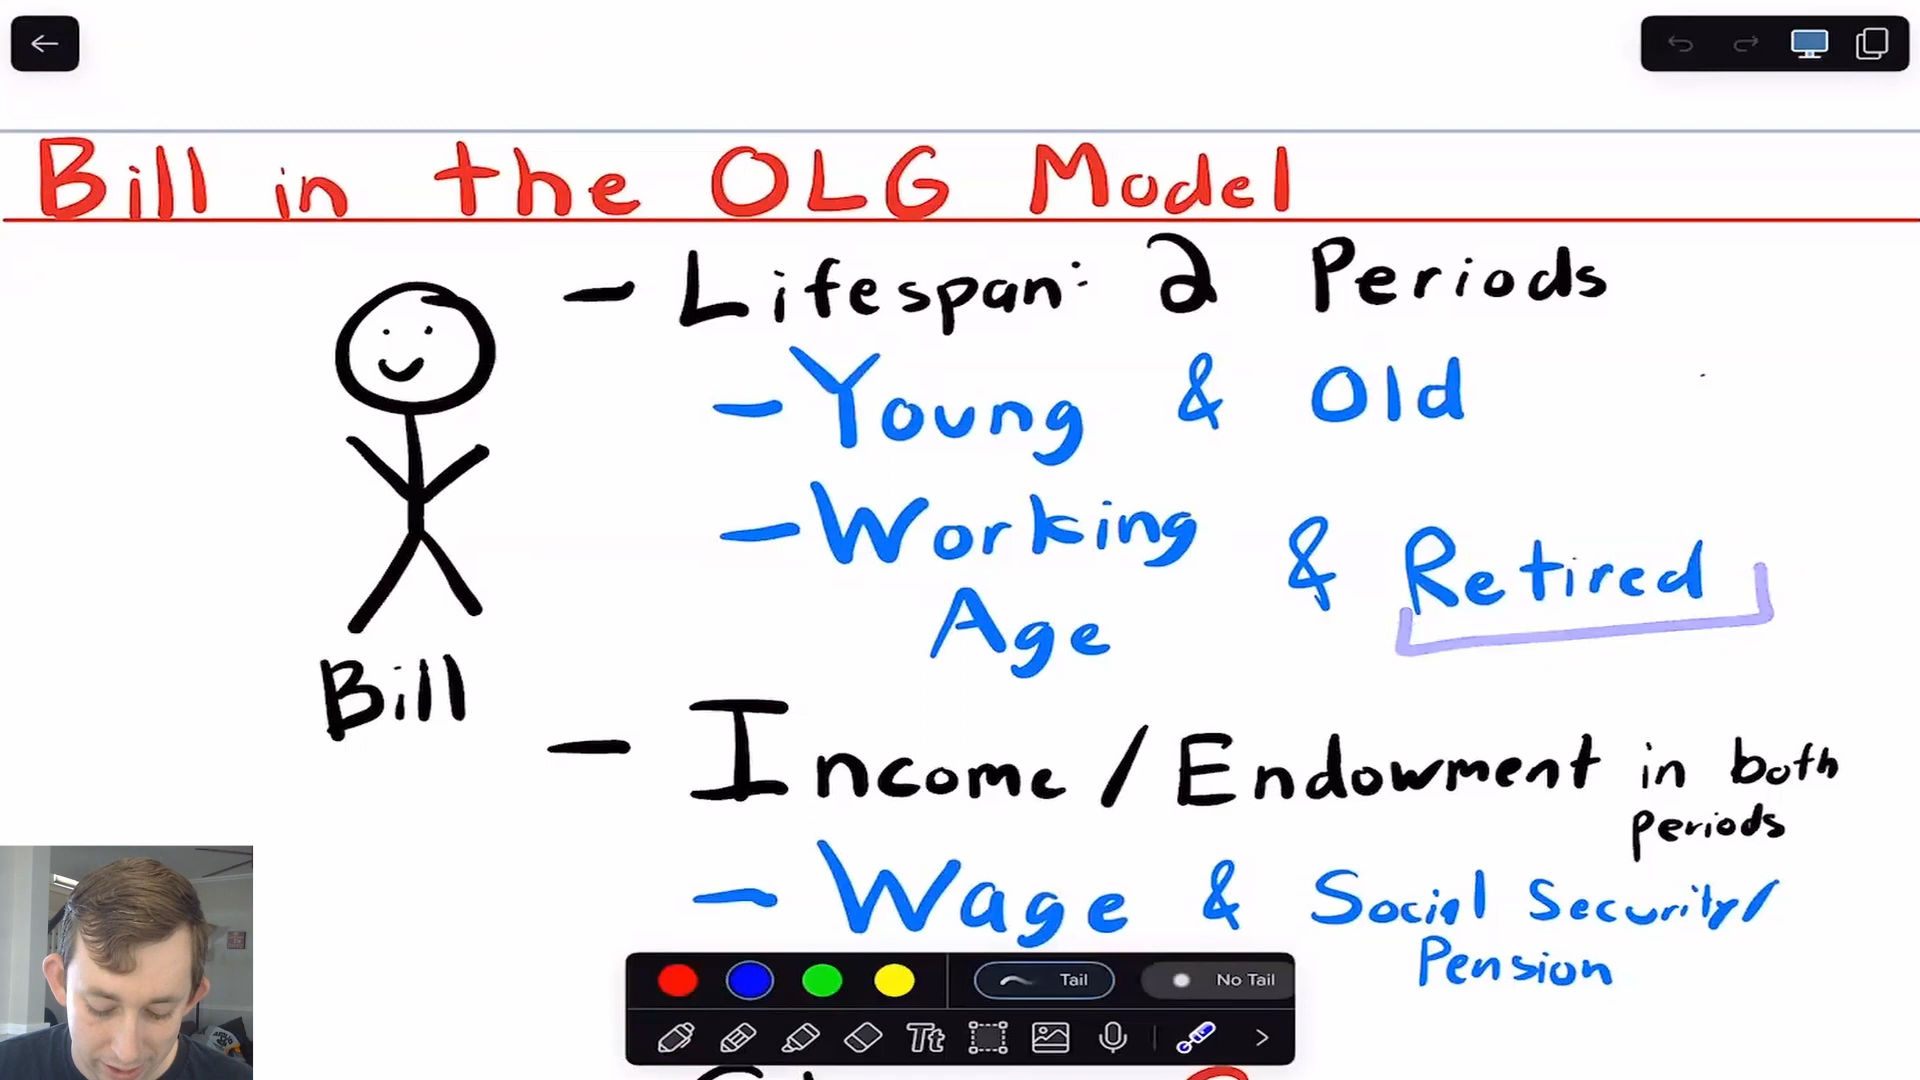 Bill in the OLG Model
- Lifespan: 2 Periods
- Young & Old
- Working & Retired
Age
Bill
- Income / Endowment in both
periods
- Wage & Social Security/
Pension
Tail
No Tail
Tt